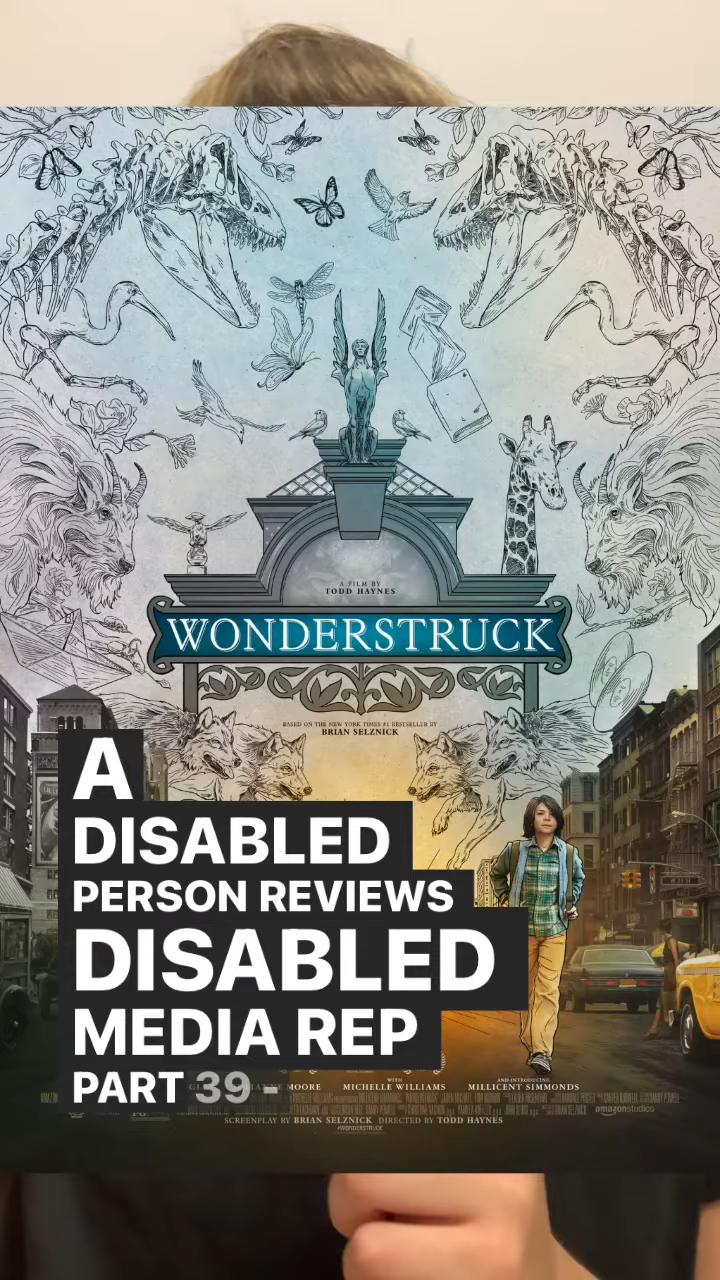 A FILM BY
TODD HAYNES
WONDERSTRUCK
BASED ON THE NEW YORK TIMES #1 BESTSELLER BY
BRIAN SELZNICK
A
DISABLED
PERSON REVIEWS
DISABLED
MEDIA REP
PART 39 -
MOORE
WITH
MICHELLE WILLIAMS
AND INTRODUCING
MILLICENT SIMMONDS
amazonstudios
SCREENPLAY BY BRIAN SELZNICK DIRECTED BY TODD HAYNES
#WONDERSTRUCK